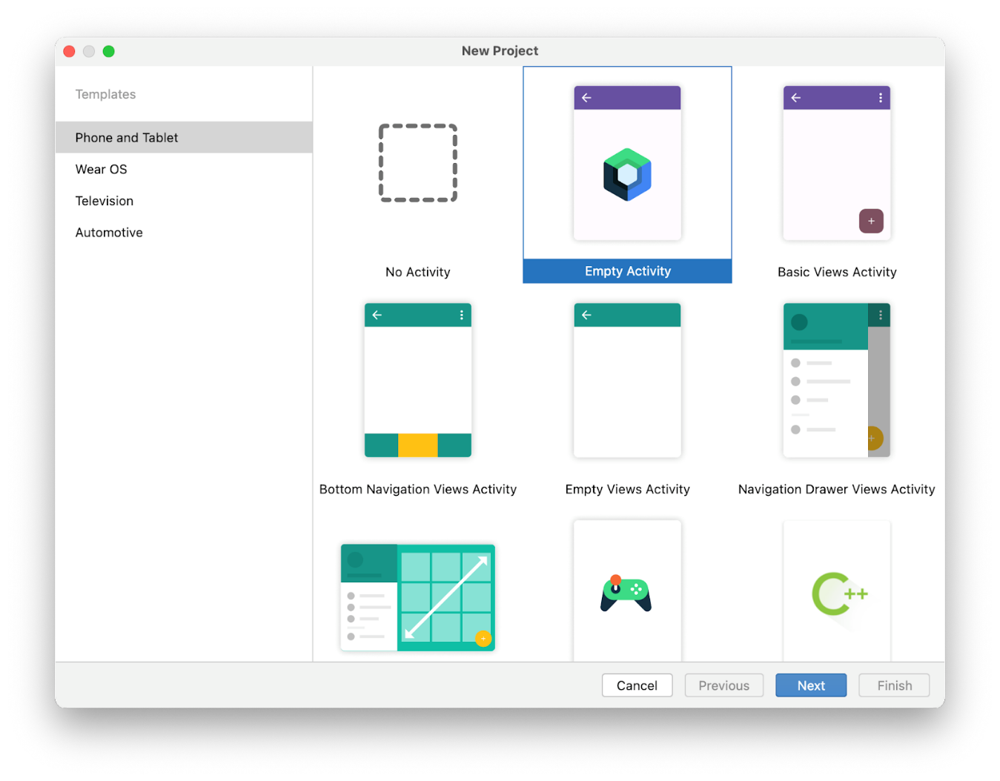 New Project
Templates
Phone and Tablet
Wear OS
Television
Automotive
No Activity
Empty Activity
Basic Views Activity
Bottom Navigation Views Activity
Empty Views Activity
Navigation Drawer Views Activity
C++
Cancel
Previous
Next
Finish